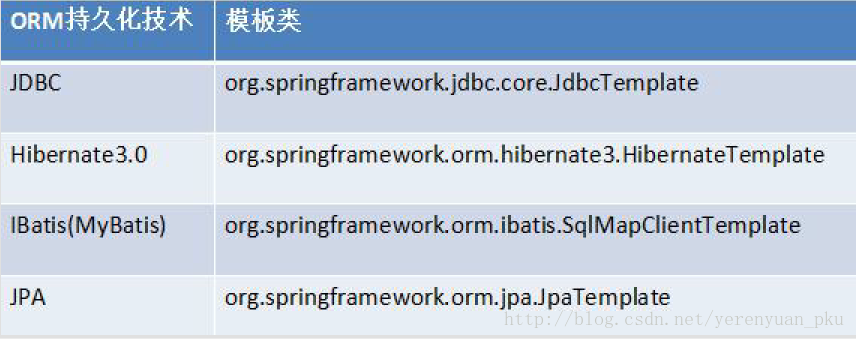 ORM持久化技术 模板类
JDBC org.springframework.jdbc.core.JdbcTemplate
Hibernate3.0 org.springframework.orm.hibernate3.HibernateTemplate
IBatis(MyBatis) org.springframework.orm.ibatis.SqlMapClientTemplate
JPA org.springframework.orm.jpa.JpaTemplate
http://blog.csdn.net/yerenyuan_pku